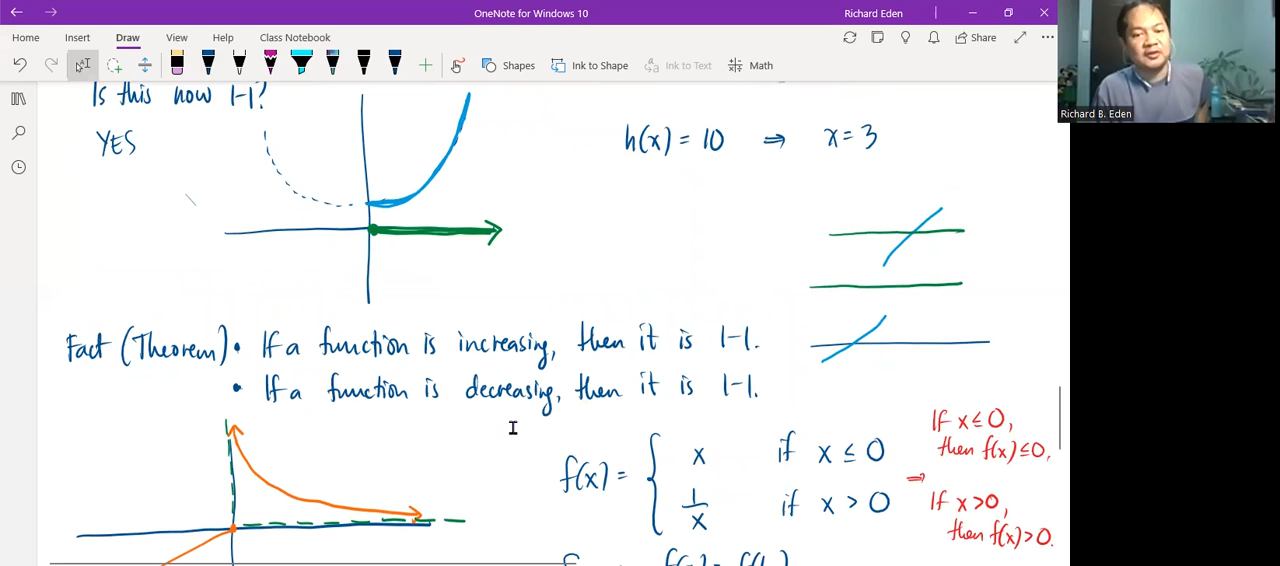 OneNote for Windows 10
Richard Eden
Home Insert Draw View Help Class Notebook
Share
Shapes Ink to Shape Ink to Text Math
Richard B. Eden
Is this now 1-1?
YES
h(x) = 10 ⇒ x = 3
Fact (Theorem) • If a function is increasing, then it is 1-1.
• If a function is decreasing, then it is 1-1.
f(x) = { x if x ≤ 0
1/x if x > 0
If x ≤ 0,
then f(x) ≤ 0,
⇒ If x > 0,
then f(x) > 0.